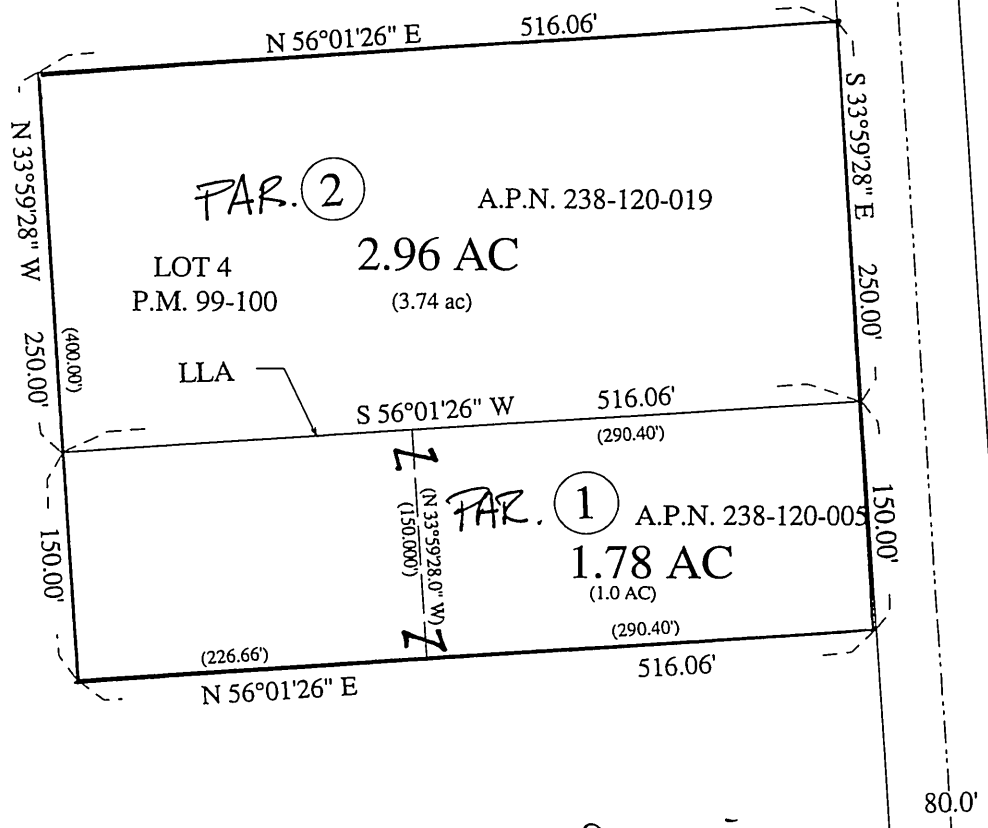 N 56°01'26" E 516.06'
N 33°59'28" W 250.00'
(400.00')
S 33°59'28" E 250.00'
PAR. 2
A.P.N. 238-120-019
2.96 AC
(3.74 ac)
LOT 4
P.M. 99-100
LLA
S 56°01'26" W 516.06'
(290.40')
150.00'
(N 33°59'28.0" W)
(150.000')
PAR. 1
A.P.N. 238-120-005
1.78 AC
(1.0 AC)
150.00'
(226.66')
(290.40')
N 56°01'26" E 516.06'
80.0'